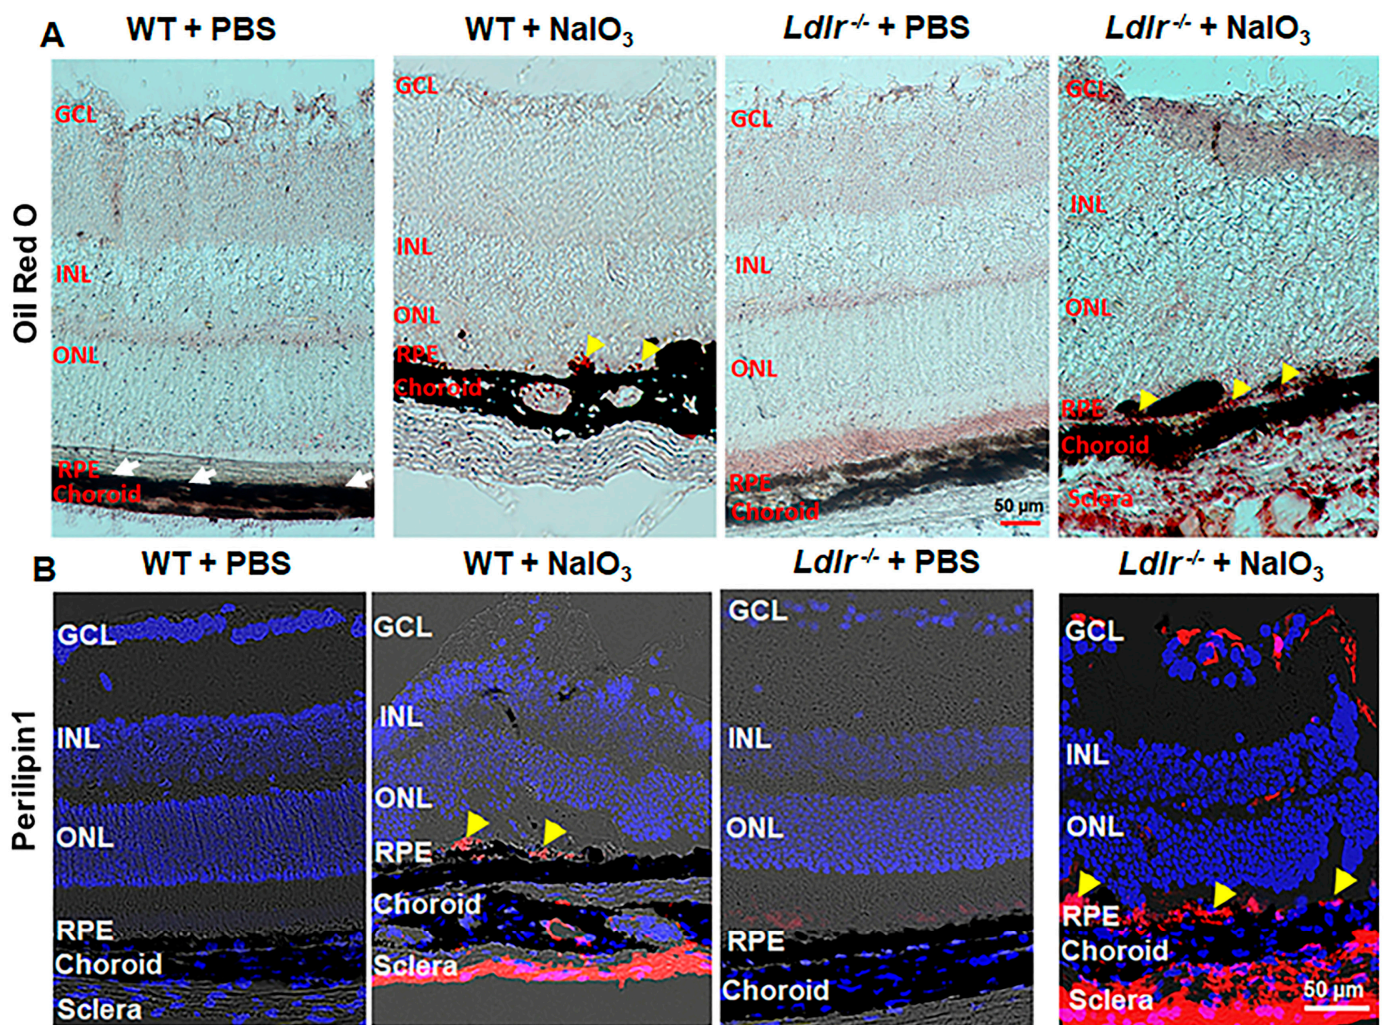 A
WT + PBS
WT + NaIO3
Ldlr -/- + PBS
Ldlr -/- + NaIO3
Oil Red O
GCL
INL
ONL
RPE
Choroid
GCL
INL
ONL
RPE
Choroid
GCL
INL
ONL
RPE
Choroid
50 µm
GCL
INL
ONL
RPE
Choroid
Sclera
B
WT + PBS
WT + NaIO3
Ldlr -/- + PBS
Ldlr -/- + NaIO3
Perilipin1
GCL
INL
ONL
RPE
Choroid
Sclera
GCL
INL
ONL
RPE
Choroid
Sclera
GCL
INL
ONL
RPE
Choroid
GCL
INL
ONL
RPE
Choroid
Sclera
50 µm